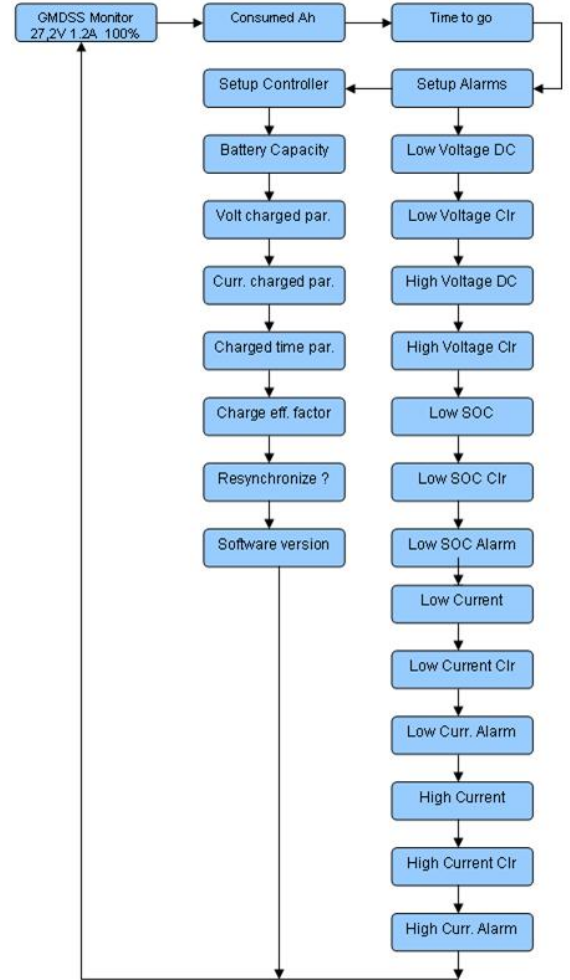 GMDSS Monitor
27,2V 1.2A 100%
Consumed Ah
Time to go
Setup Controller
Setup Alarms
Battery Capacity
Low Voltage DC
Volt charged par.
Low Voltage Clr
Curr. charged par.
High Voltage DC
Charged time par.
High Voltage Clr
Charge eff. factor
Low SOC
Resynchronize ?
Low SOC Clr
Software version
Low SOC Alarm
Low Current
Low Current Clr
Low Curr. Alarm
High Current
High Current Clr
High Curr. Alarm